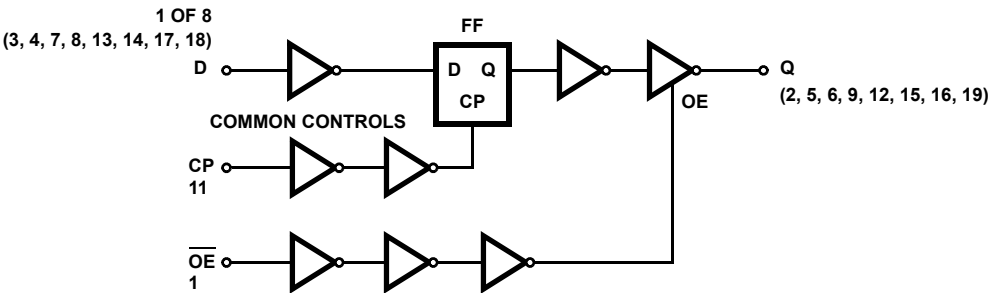 1 OF 8
(3, 4, 7, 8, 13, 14, 17, 18)
D
FF
D Q
CP
OE
Q
(2, 5, 6, 9, 12, 15, 16, 19)
COMMON CONTROLS
CP
11
O̅E̅
1